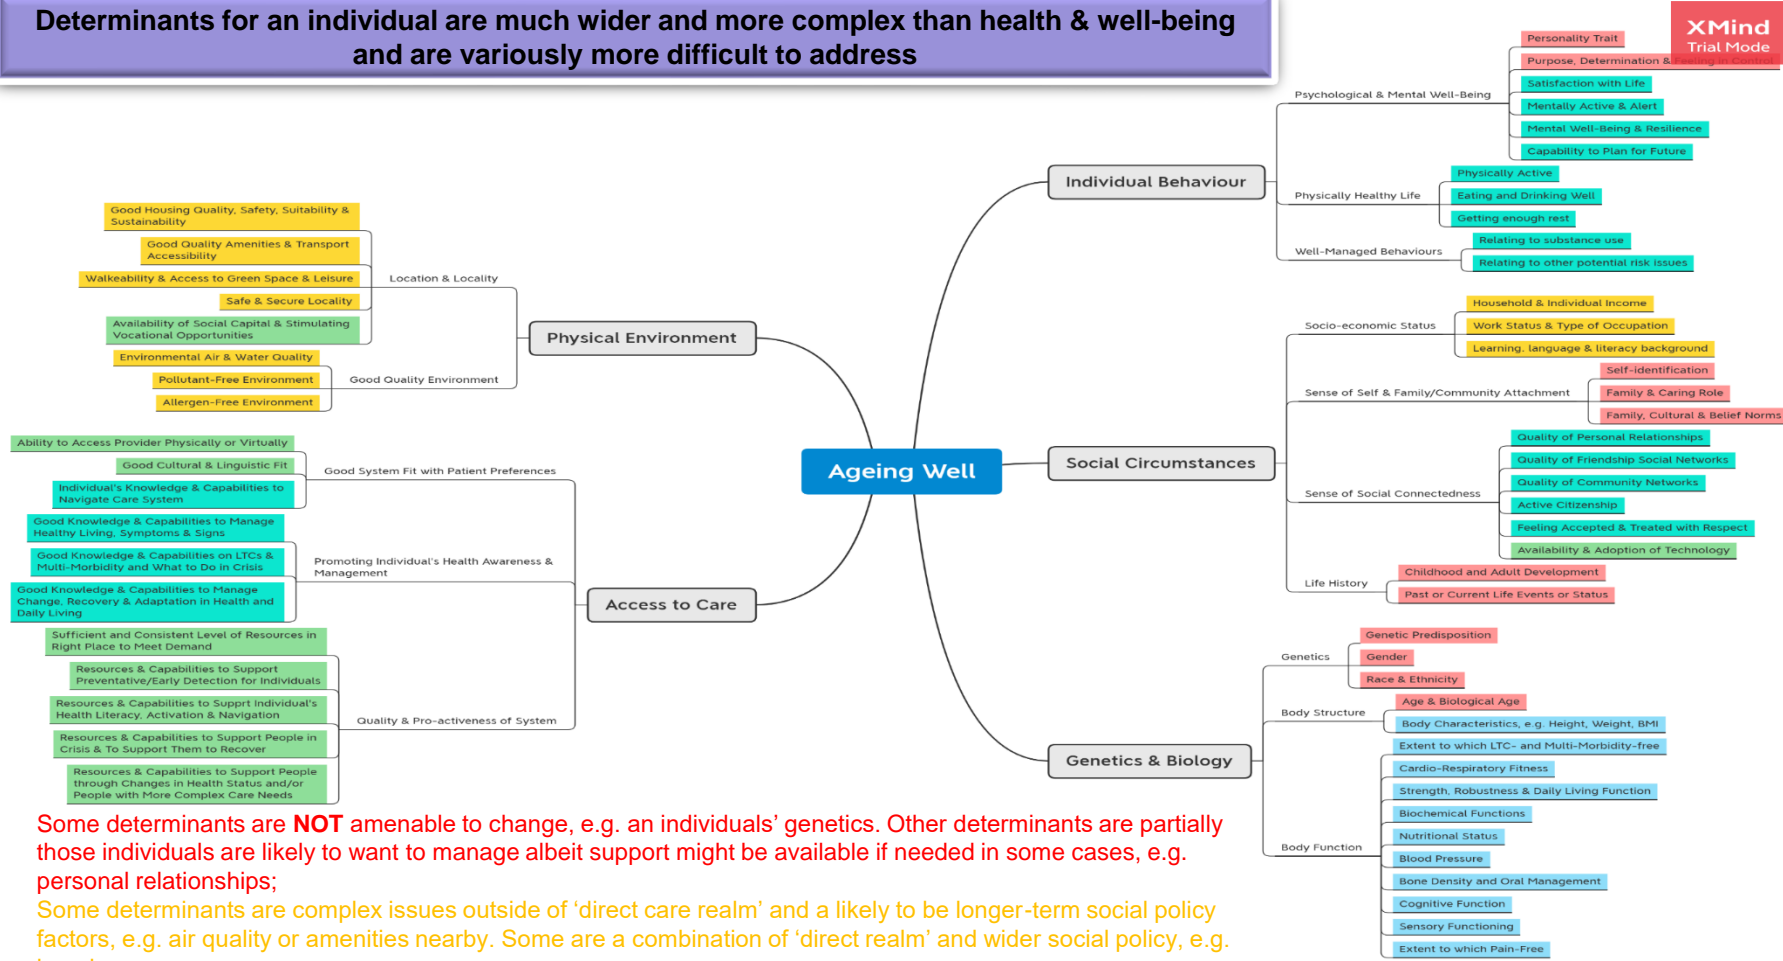 Determinants for an individual are much wider and more complex than health & well-being
and are variously more difficult to address
XMind
Trial Mode
Personality Trait
Purpose, Determination & Feeling in Control
Satisfaction with Life
Mentally Active & Alert
Mental Well-Being & Resilience
Capability to Plan for Future
Psychological & Mental Well-Being
Individual Behaviour
Physically Healthy Life
Physically Active
Eating and Drinking Well
Getting enough rest
Well-Managed Behaviours
Relating to substance use
Relating to other potential risk issues
Good Housing Quality, Safety, Suitability &
Sustainability
Good Quality Amenities & Transport
Accessibility
Walkeability & Access to Green Space & Leisure
Safe & Secure Locality
Availability of Social Capital & Stimulating
Vocational Opportunities
Location & Locality
Physical Environment
Environmental Air & Water Quality
Pollutant-Free Environment
Allergen-Free Environment
Good Quality Environment
Socio-economic Status
Household & Individual Income
Work Status & Type of Occupation
Learning, language & literacy background
Sense of Self & Family/Community Attachment
Self-identification
Family & Caring Role
Family, Cultural & Belief Norms
Ageing Well
Social Circumstances
Sense of Social Connectedness
Quality of Personal Relationships
Quality of Friendship Social Networks
Quality of Community Networks
Active Citizenship
Feeling Accepted & Treated with Respect
Availability & Adoption of Technology
Life History
Childhood and Adult Development
Past or Current Life Events or Status
Ability to Access Provider Physically or Virtually
Good Cultural & Linguistic Fit
Individual's Knowledge & Capabilities to
Navigate Care System
Good System Fit with Patient Preferences
Good Knowledge & Capabilities to Manage
Healthy Living, Symptoms & Signs
Good Knowledge & Capabilities on LTCs &
Multi-Morbidity and What to Do in Crisis
Good Knowledge & Capabilities to Manage
Change, Recovery & Adaptation in Health and
Daily Living
Promoting Individual's Health Awareness &
Management
Access to Care
Sufficient and Consistent Level of Resources in
Right Place to Meet Demand
Resources & Capabilities to Support
Preventative/Early Detection for Individuals
Resources & Capabilities to Supprt Individual's
Health Literacy, Activation & Navigation
Resources & Capabilities to Support People in
Crisis & To Support Them to Recover
Resources & Capabilities to Support People
through Changes in Health Status and/or
People with More Complex Care Needs
Quality & Pro-activeness of System
Genetics & Biology
Genetics
Genetic Predisposition
Gender
Race & Ethnicity
Body Structure
Age & Biological Age
Body Characteristics, e.g. Height, Weight, BMI
Body Function
Extent to which LTC- and Multi-Morbidity-free
Cardio-Respiratory Fitness
Strength, Robustness & Daily Living Function
Biochemical Functions
Nutritional Status
Blood Pressure
Bone Density and Oral Management
Cognitive Function
Sensory Functioning
Extent to which Pain-Free
Some determinants are NOT amenable to change, e.g. an individuals' genetics. Other determinants are partially
those individuals are likely to want to manage albeit support might be available if needed in some cases, e.g.
personal relationships;
Some determinants are complex issues outside of 'direct care realm' and a likely to be longer-term social policy
factors, e.g. air quality or amenities nearby. Some are a combination of 'direct realm' and wider social policy, e.g.